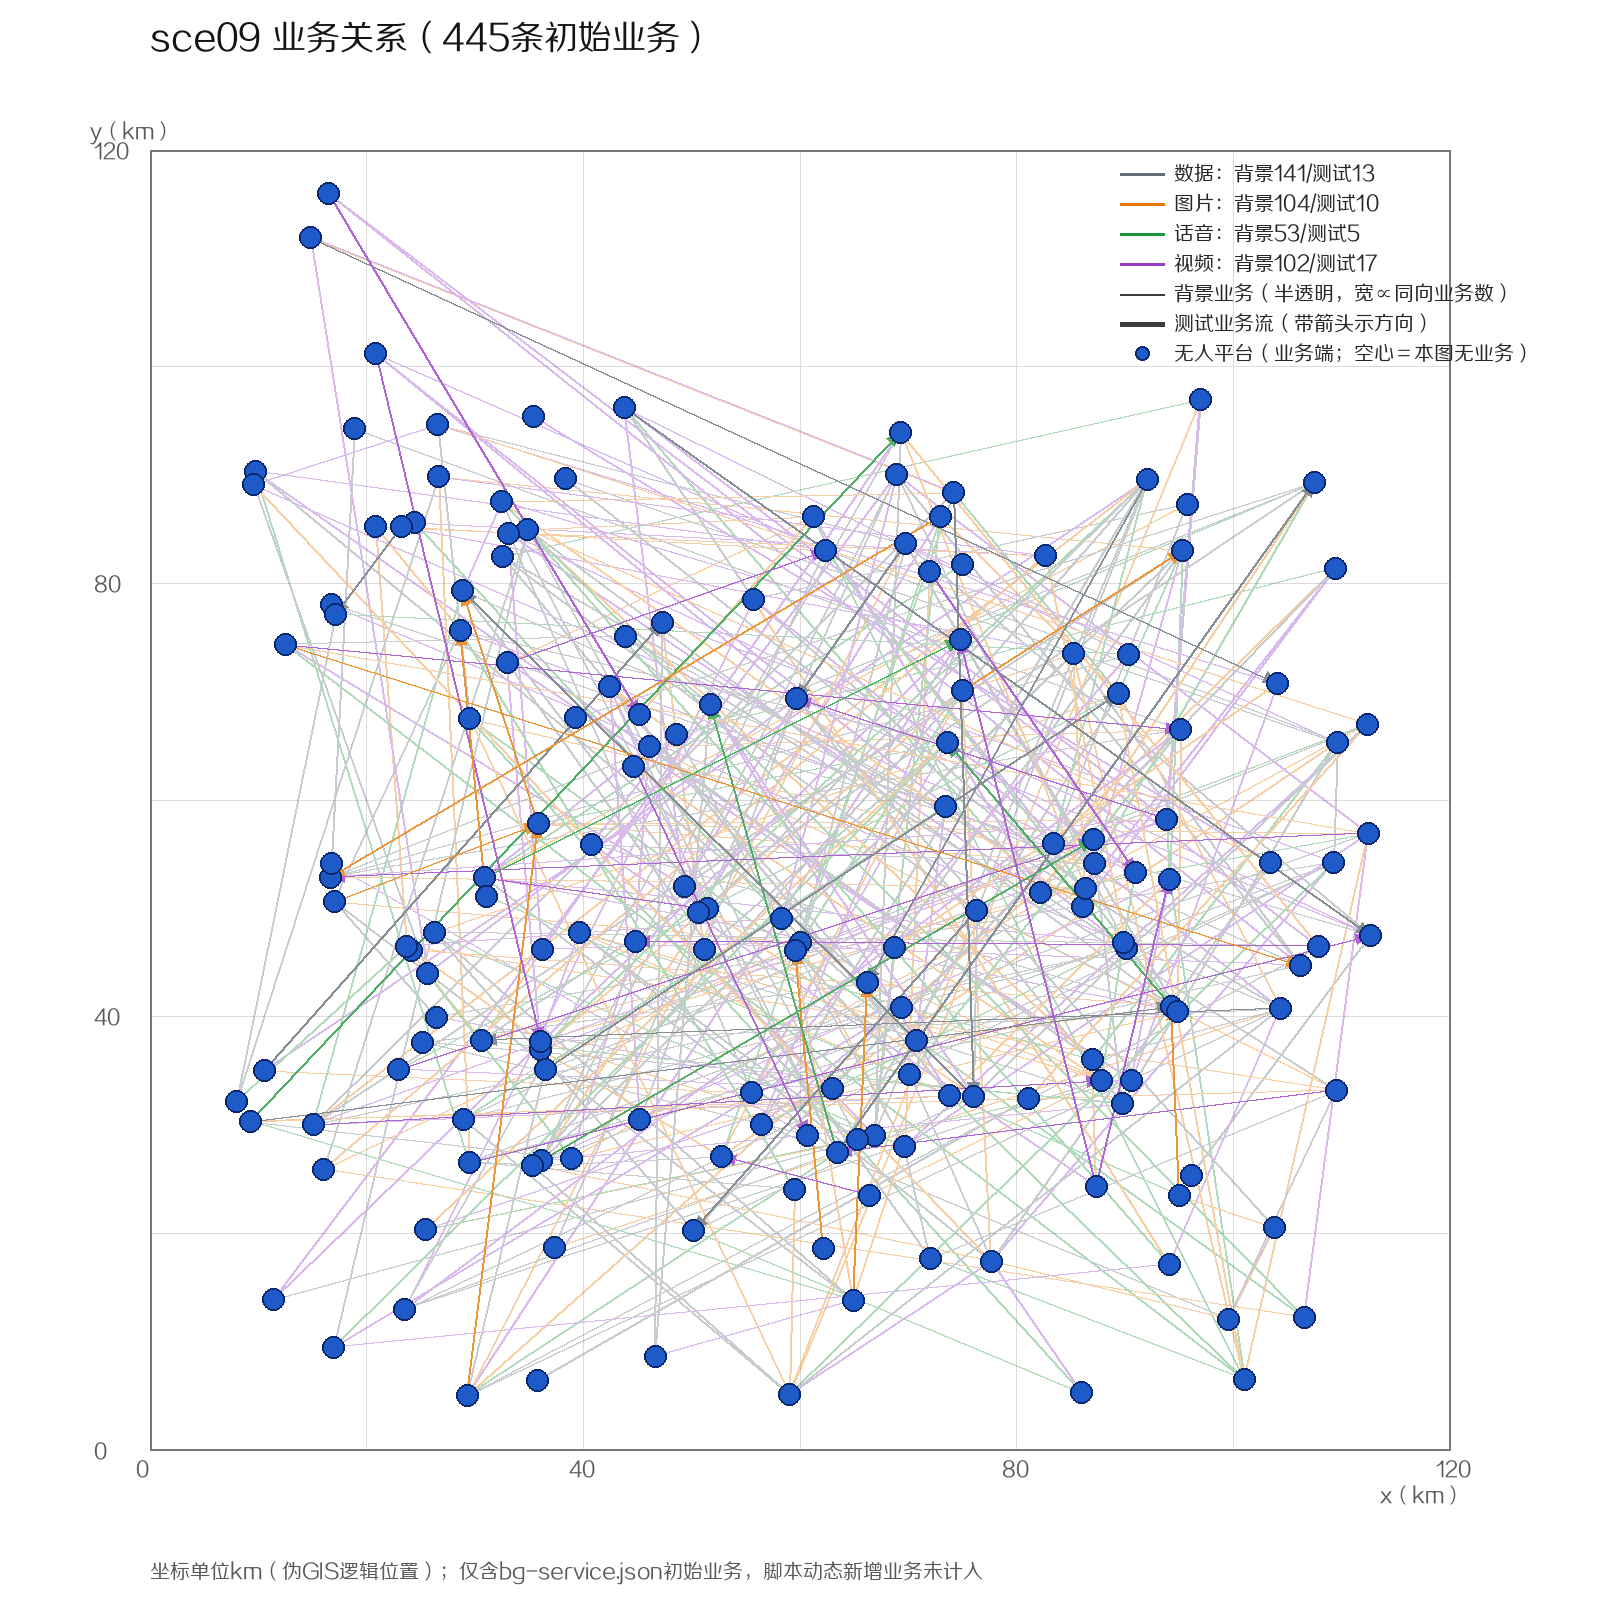 sce09 业务关系（445条初始业务）
y（km）
120
数据：背景141/测试13
图片：背景104/测试10
话音：背景53/测试5
视频：背景102/测试17
背景业务（半透明，宽∝同向业务数）
测试业务流（带箭头示方向）
无人平台（业务端；空心＝本图无业务）
80
40
0
0 40 80 120
x（km）
坐标单位km（伪GIS逻辑位置）；仅含bg-service.json初始业务，脚本动态新增业务未计入